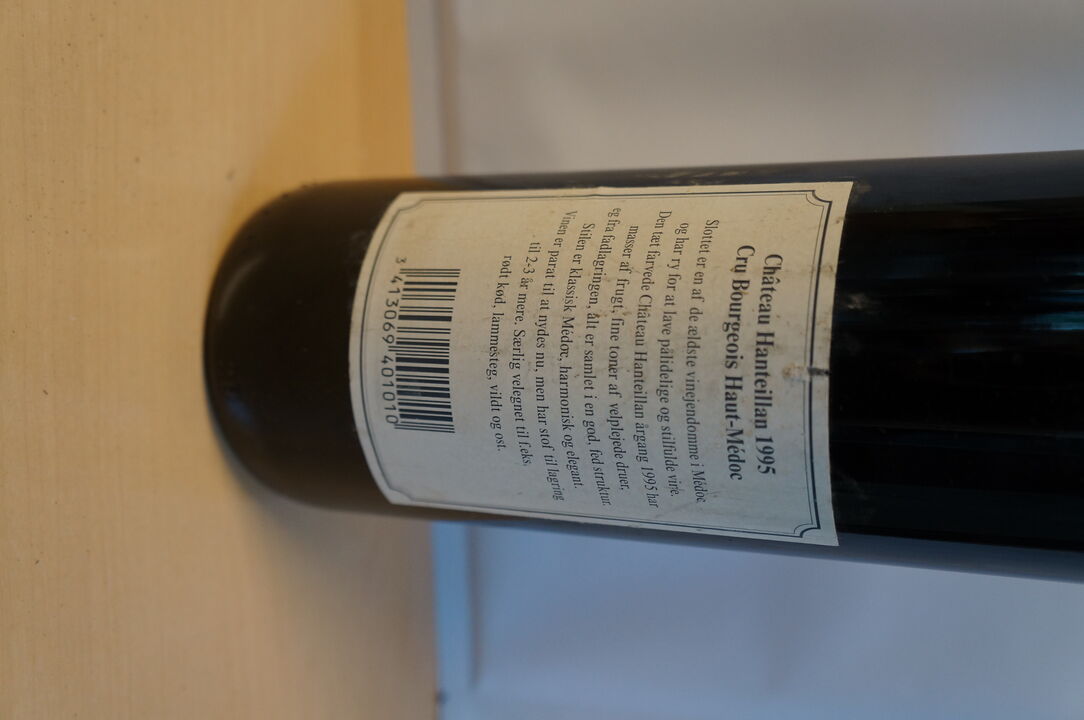 Château Hanteillan 1995
Cru Bourgeois Haut-Médoc
Slottet er en af de ældste vinejendomme i Médoc
og har ry for at lave pålidelige og stilfulde vine.
Den tæt farvede Château Hanteillan årgang 1995 har
masser af frugt, fine toner af velplejede druer,
eg fra fadlagringen, alt er samlet i en god, fed struktur.
Stilen er klassisk Médoc, harmonisk og elegant.
Vinen er parat til at nydes nu, men har stof til lagring
til 2-3 år mere. Særlig velegnet til f.eks.
rødt kød, lammesteg, vildt og ost.
3 413069 401010